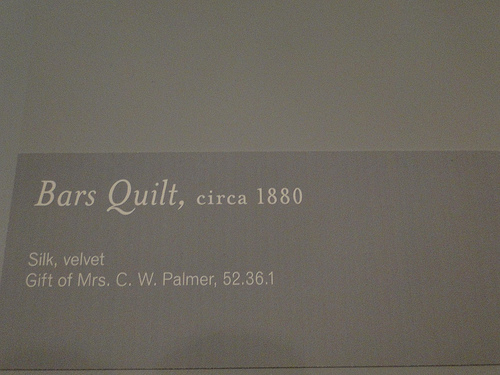 Bars Quilt, circa 1880
Silk, velvet
Gift of Mrs. C. W. Palmer, 52.36.1